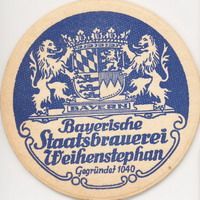 BAYERN
Bayerische
Staatsbrauerei
Weihenstephan
Gegründet 1040